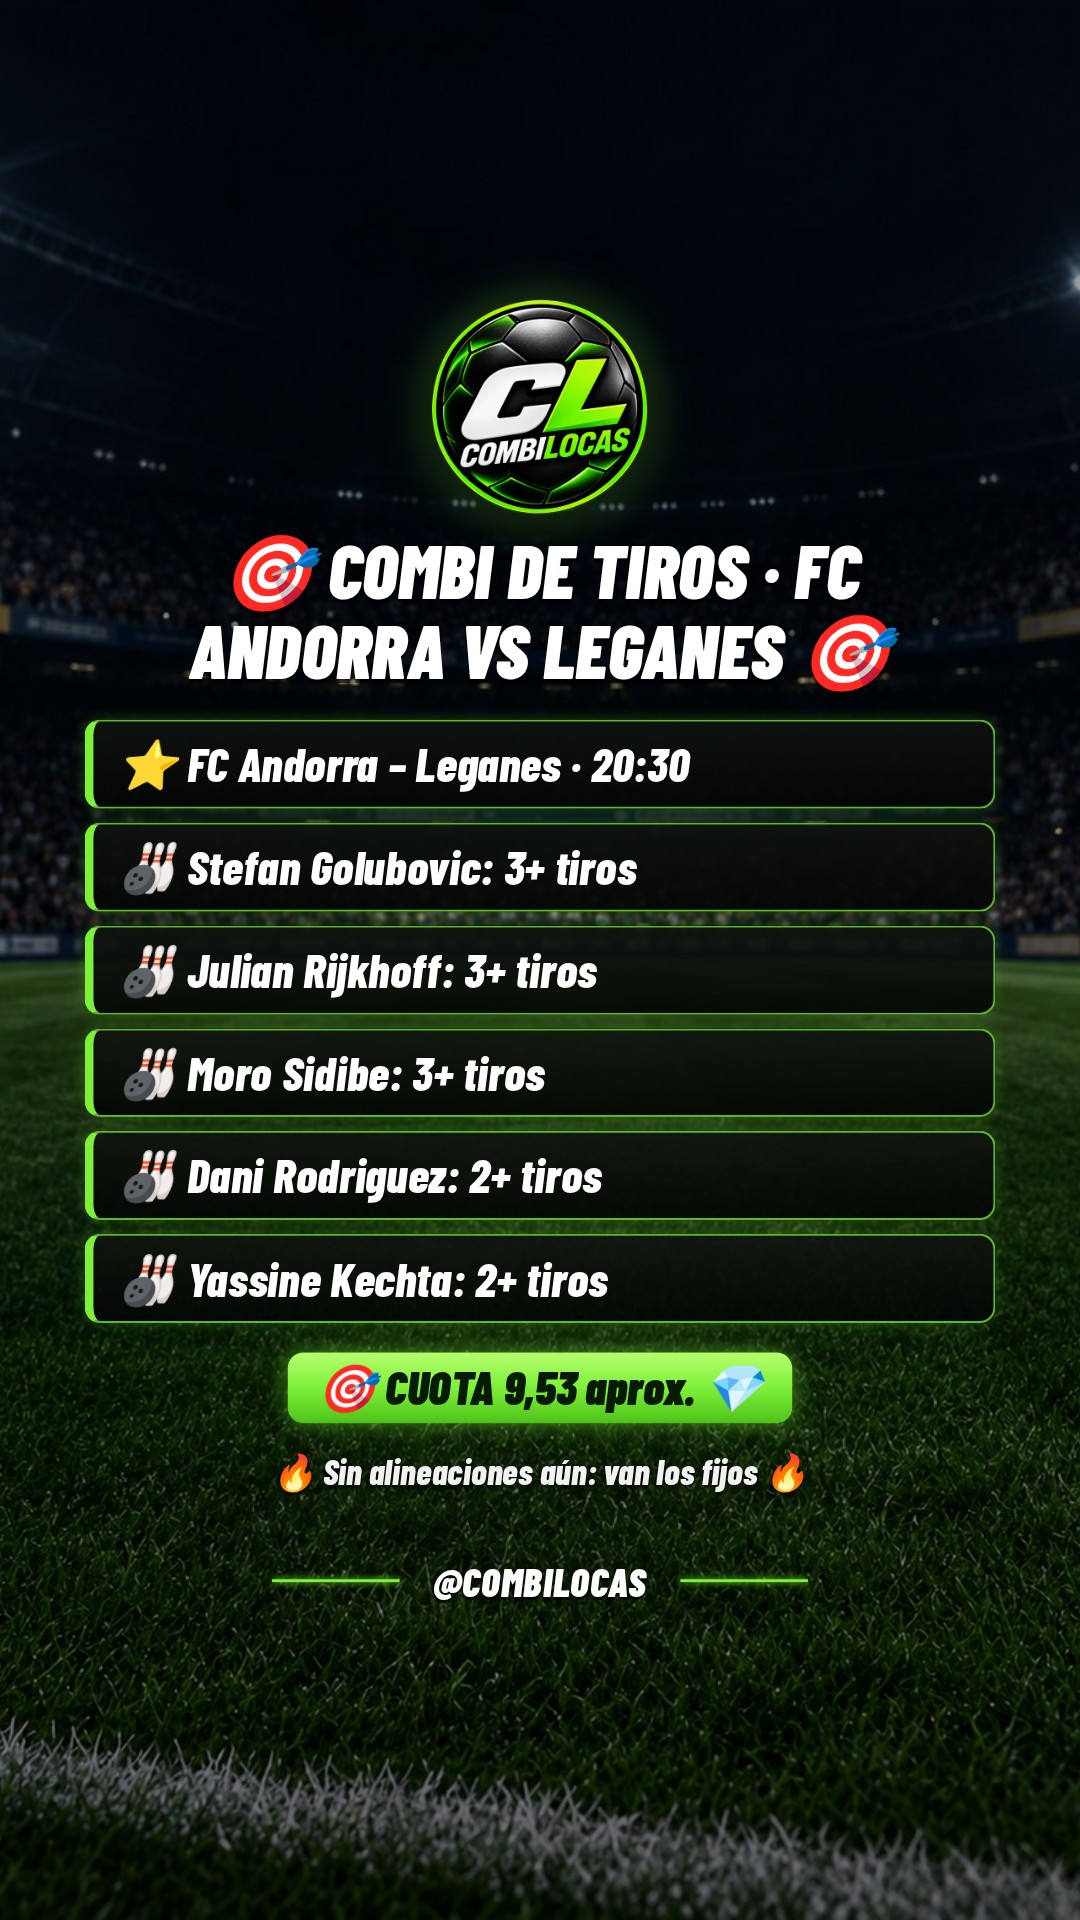 CL
COMBILOCAS
🎯 COMBI DE TIROS · FC
ANDORRA VS LEGANES 🎯
⭐ FC Andorra – Leganes · 20:30
🎳 Stefan Golubovic: 3+ tiros
🎳 Julian Rijkhoff: 3+ tiros
🎳 Moro Sidibe: 3+ tiros
🎳 Dani Rodriguez: 2+ tiros
🎳 Yassine Kechta: 2+ tiros
🎯 CUOTA 9,53 aprox. 💎
🔥 Sin alineaciones aún: van los fijos 🔥
@COMBILOCAS